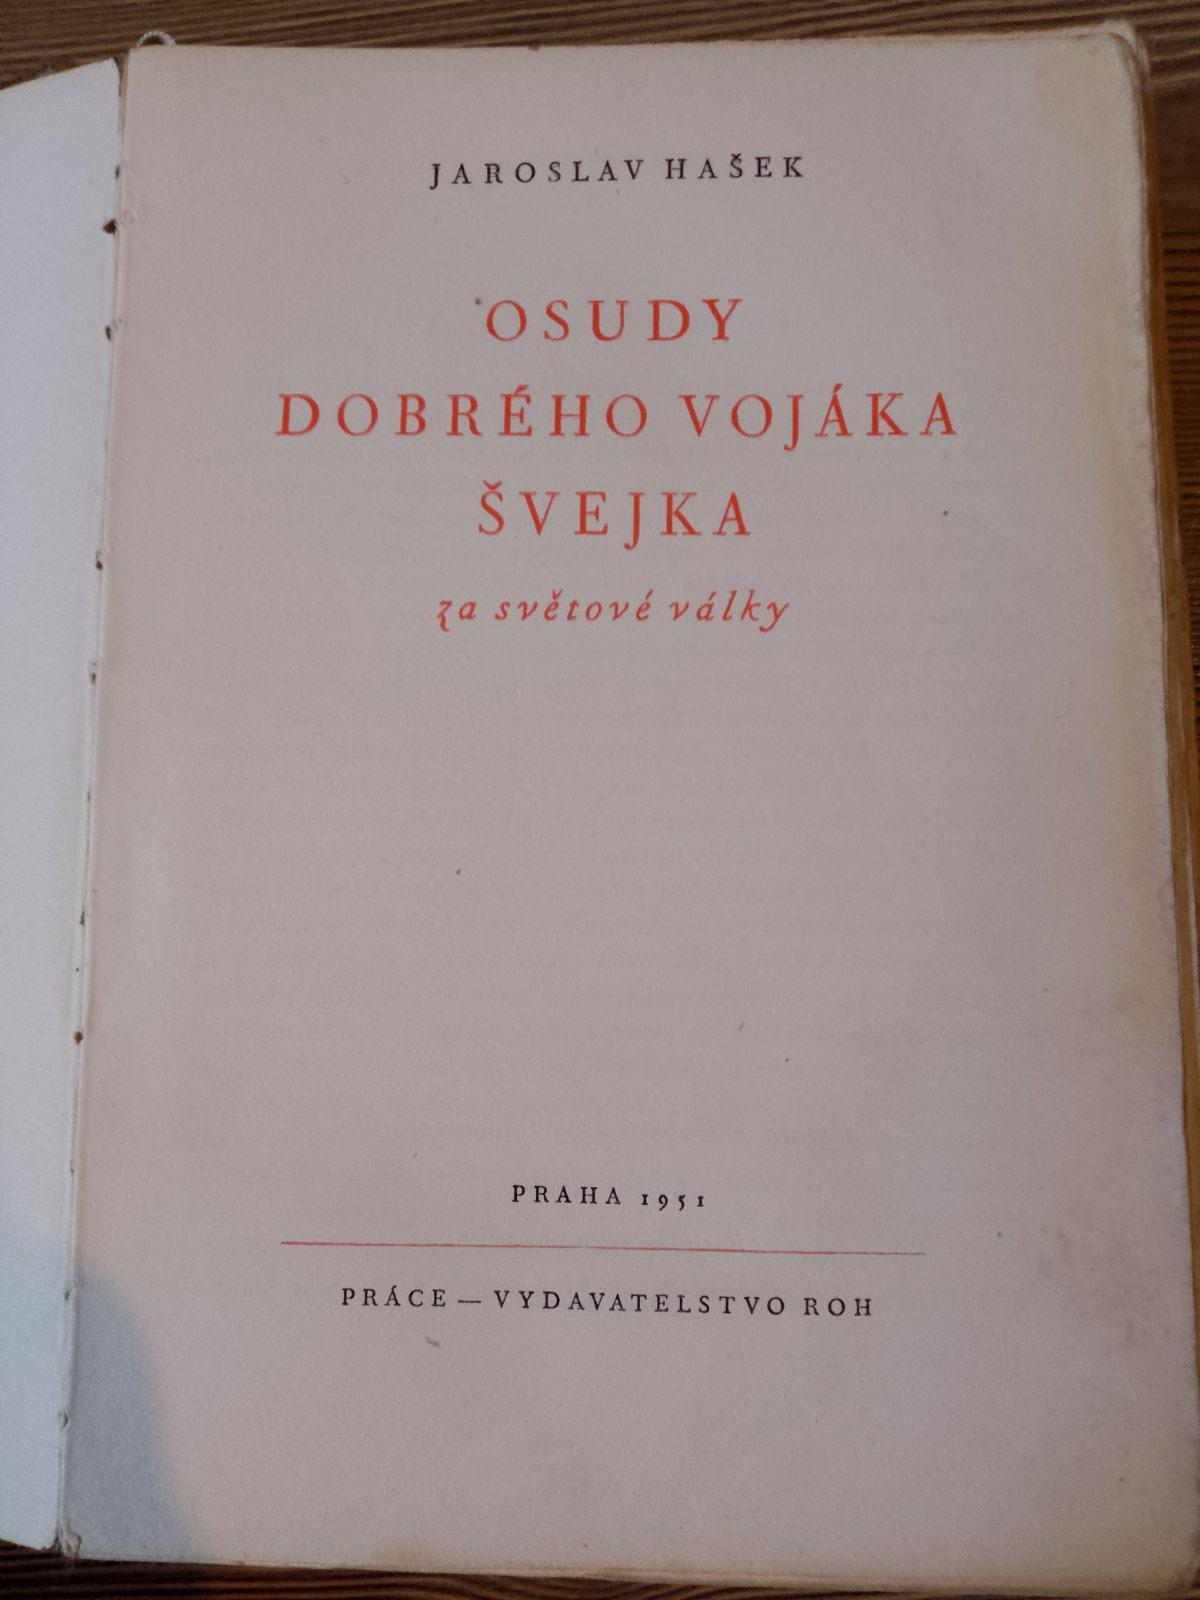 JAROSLAV HAŠEK
OSUDY
DOBRÉHO VOJÁKA
ŠVEJKA
za světové války
PRAHA 1951
PRÁCE — VYDAVATELSTVO ROH